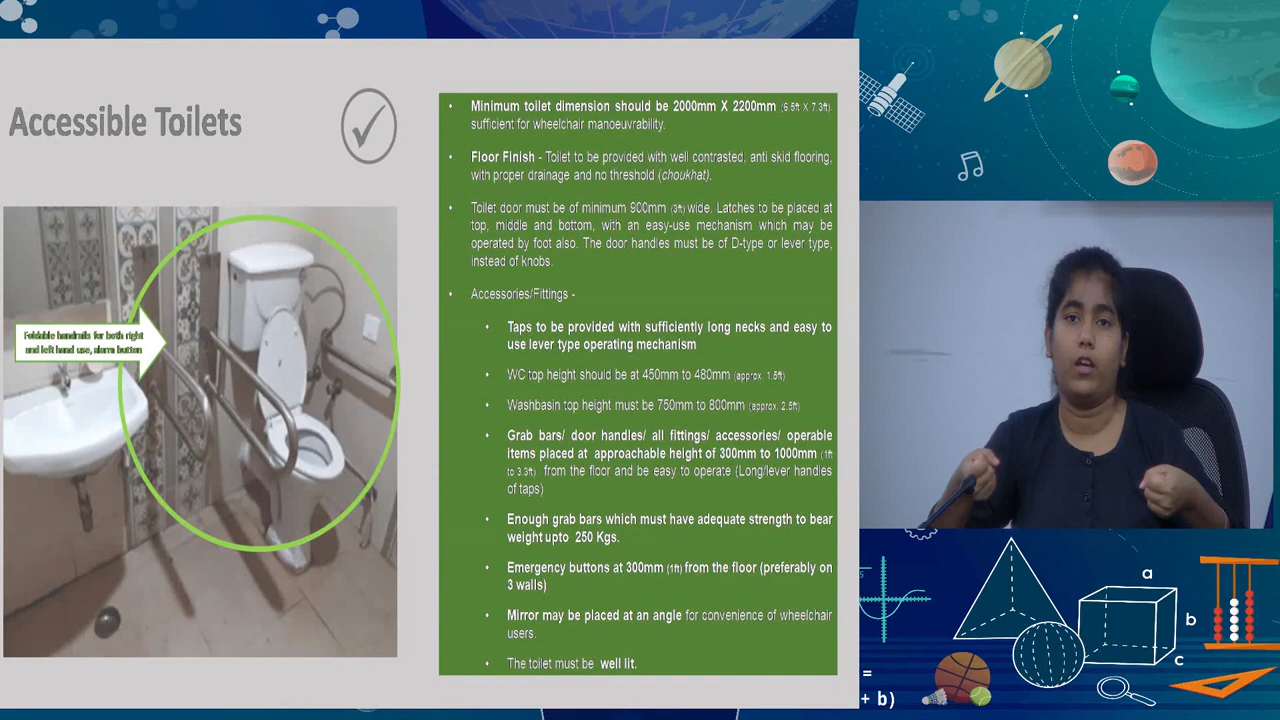 Accessible Toilets
Foldable handrails for both right
and left hand use, alarm button
• Minimum toilet dimension should be 2000mm X 2200mm (6.5ft X 7.3ft)
sufficient for wheelchair manoeuvrability.
• Floor Finish - Toilet to be provided with well contrasted, anti skid flooring,
with proper drainage and no threshold (choukhat).
• Toilet door must be of minimum 900mm (3ft) wide. Latches to be placed at
top, middle and bottom, with an easy-use mechanism which may be
operated by foot also. The door handles must be of D-type or lever type,
instead of knobs.
• Accessories/Fittings -
• Taps to be provided with sufficiently long necks and easy to
use lever type operating mechanism
• WC top height should be at 450mm to 480mm (approx. 1.5ft)
• Washbasin top height must be 750mm to 800mm (approx. 2.5ft)
• Grab bars/ door handles/ all fittings/ accessories/ operable
items placed at approachable height of 300mm to 1000mm (1ft
to 3.3ft) from the floor and be easy to operate (Long/lever handles
of taps)
• Enough grab bars which must have adequate strength to bear
weight upto 250 Kgs.
• Emergency buttons at 300mm (1ft) from the floor (preferably on
3 walls)
• Mirror may be placed at an angle for convenience of wheelchair
users.
• The toilet must be well lit.
a
b
c
=
+ b)